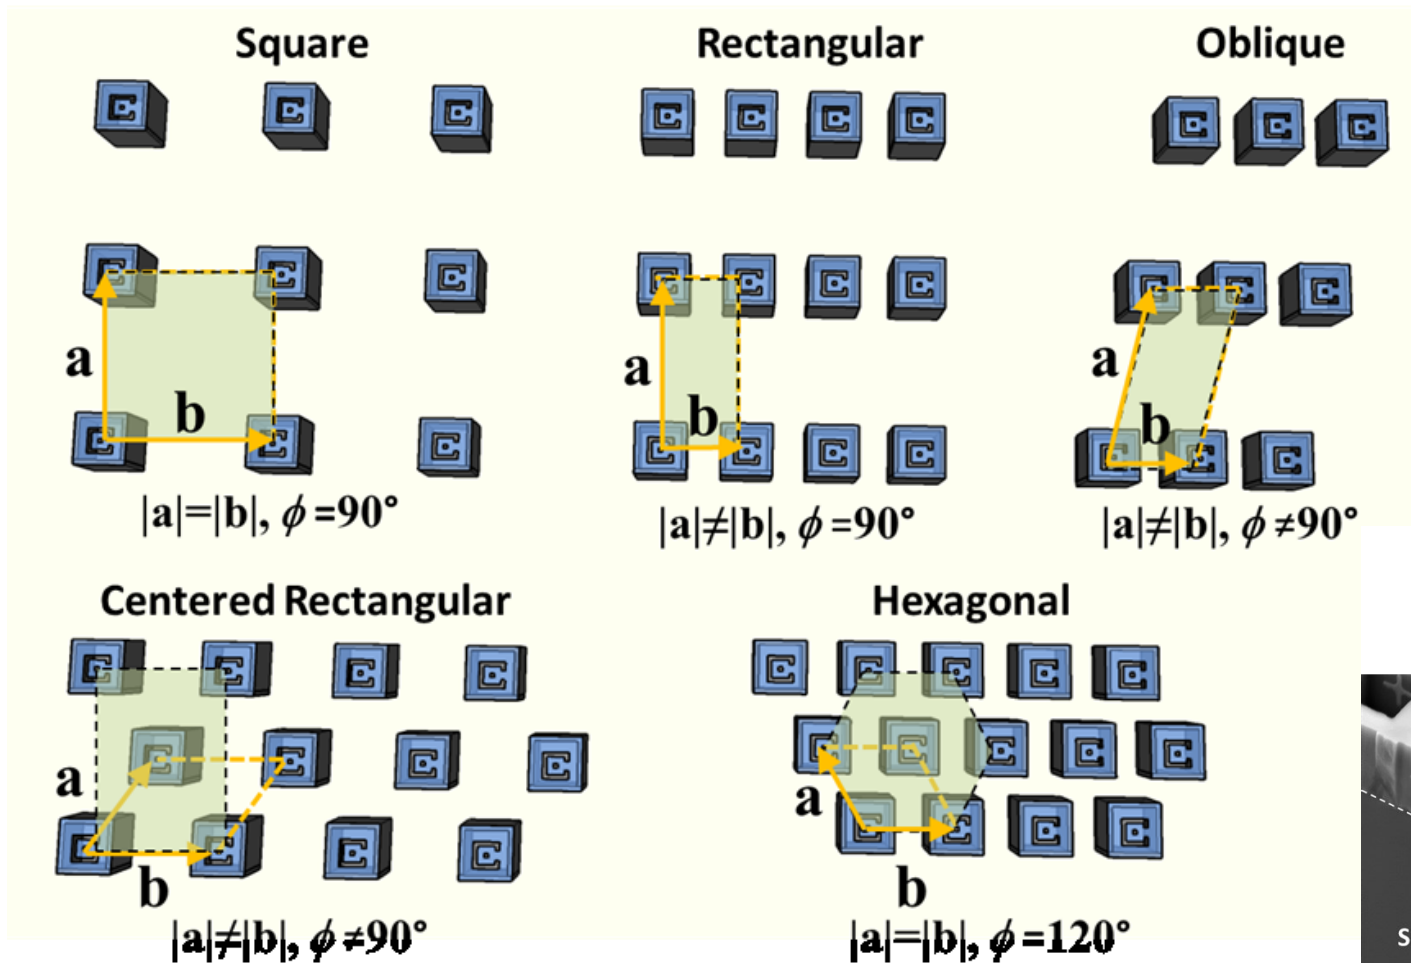 Square
a
b
|a|=|b|, ϕ =90°
Rectangular
a
b
|a|≠|b|, ϕ =90°
Oblique
a
b
|a|≠|b|, ϕ ≠90°
Centered Rectangular
a
b
|a|≠|b|, ϕ ≠90°
Hexagonal
a
b
|a|=|b|, ϕ =120°
S